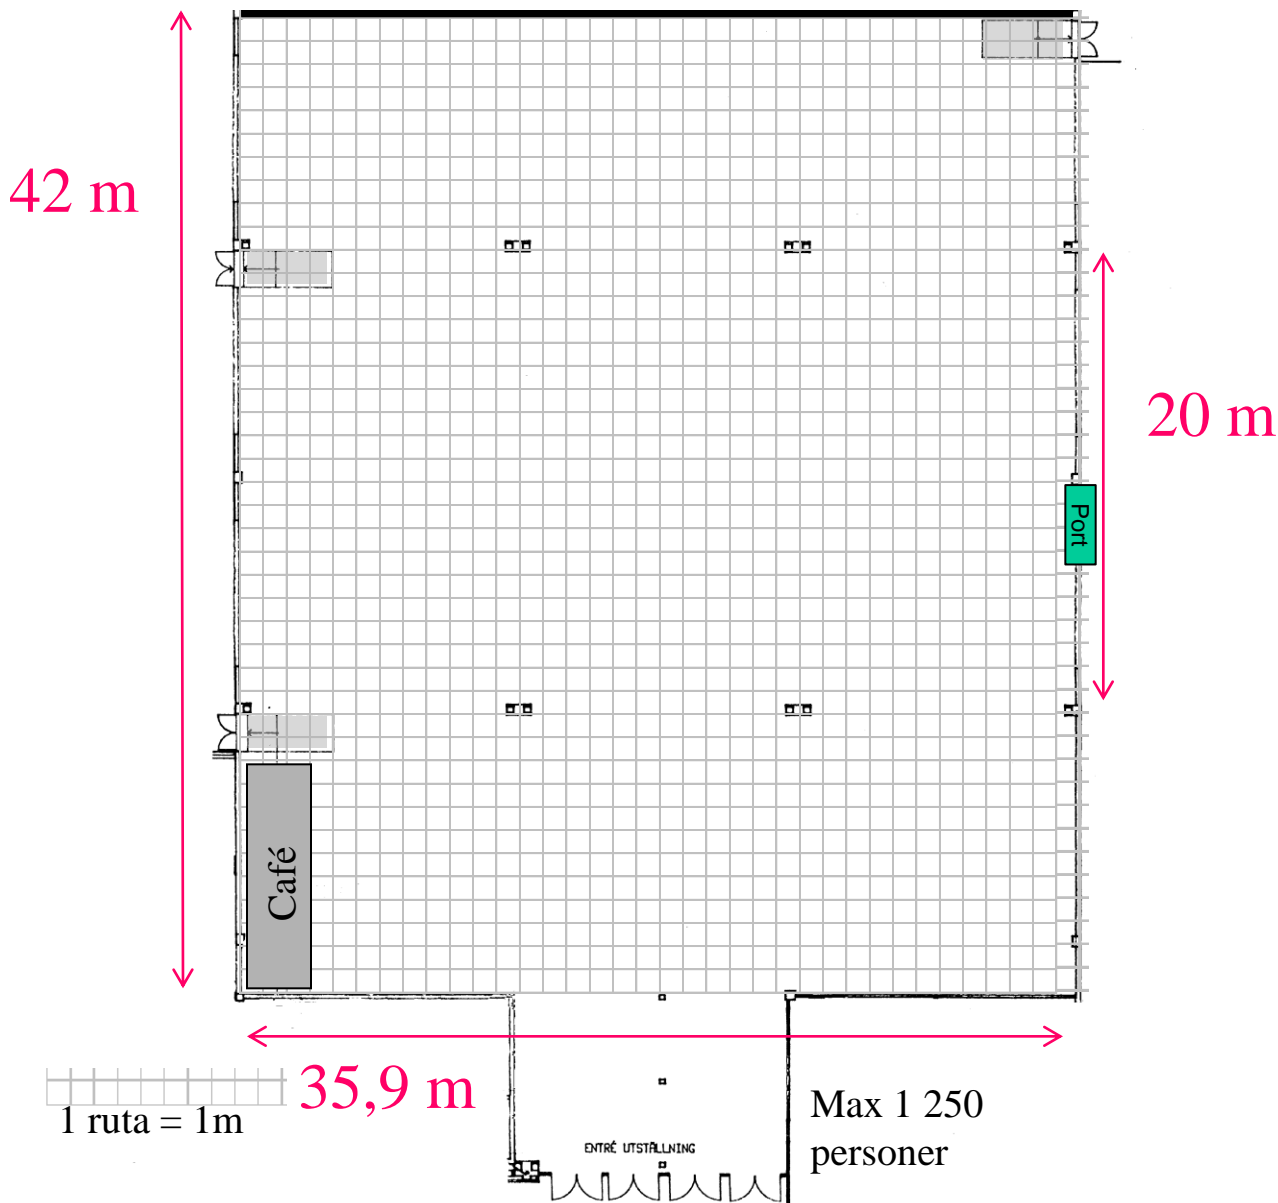 42 m
20 m
Port
Café
35,9 m
1 ruta = 1m
Max 1 250
personer
ENTRÉ UTSTÄLLNING